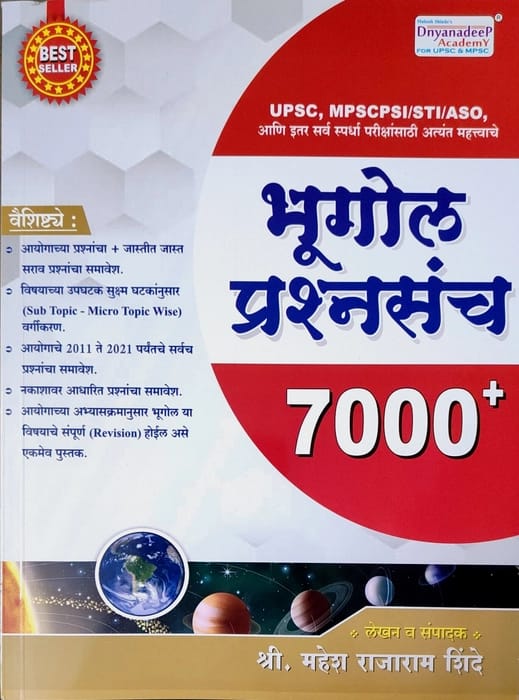 BEST
SELLER
Mahesh Shinde's
DnyanadeeP
AcademY
FOR UPSC & MPSC
®
UPSC, MPSCPSI/STI/ASO,
आणि इतर सर्व स्पर्धा परीक्षांसाठी अत्यंत महत्त्वाचे
भूगोल
प्रश्नसंच
7000+
वैशिष्ट्ये :
आयोगाच्या प्रश्नांचा + जास्तीत जास्त
सराव प्रश्नांचा समावेश.
विषयाच्या उपघटक सुक्ष्म घटकांनुसार
(Sub Topic - Micro Topic Wise)
वर्गीकरण.
आयोगाचे 2011 ते 2021 पर्यंतचे सर्वच
प्रश्नांचा समावेश.
नकाशावर आधारित प्रश्नांचा समावेश.
आयोगाच्या अभ्यासक्रमानुसार भूगोल या
विषयाचे संपूर्ण (Revision) होईल असे
एकमेव पुस्तक.
लेखन व संपादक
श्री. महेश राजाराम शिंदे